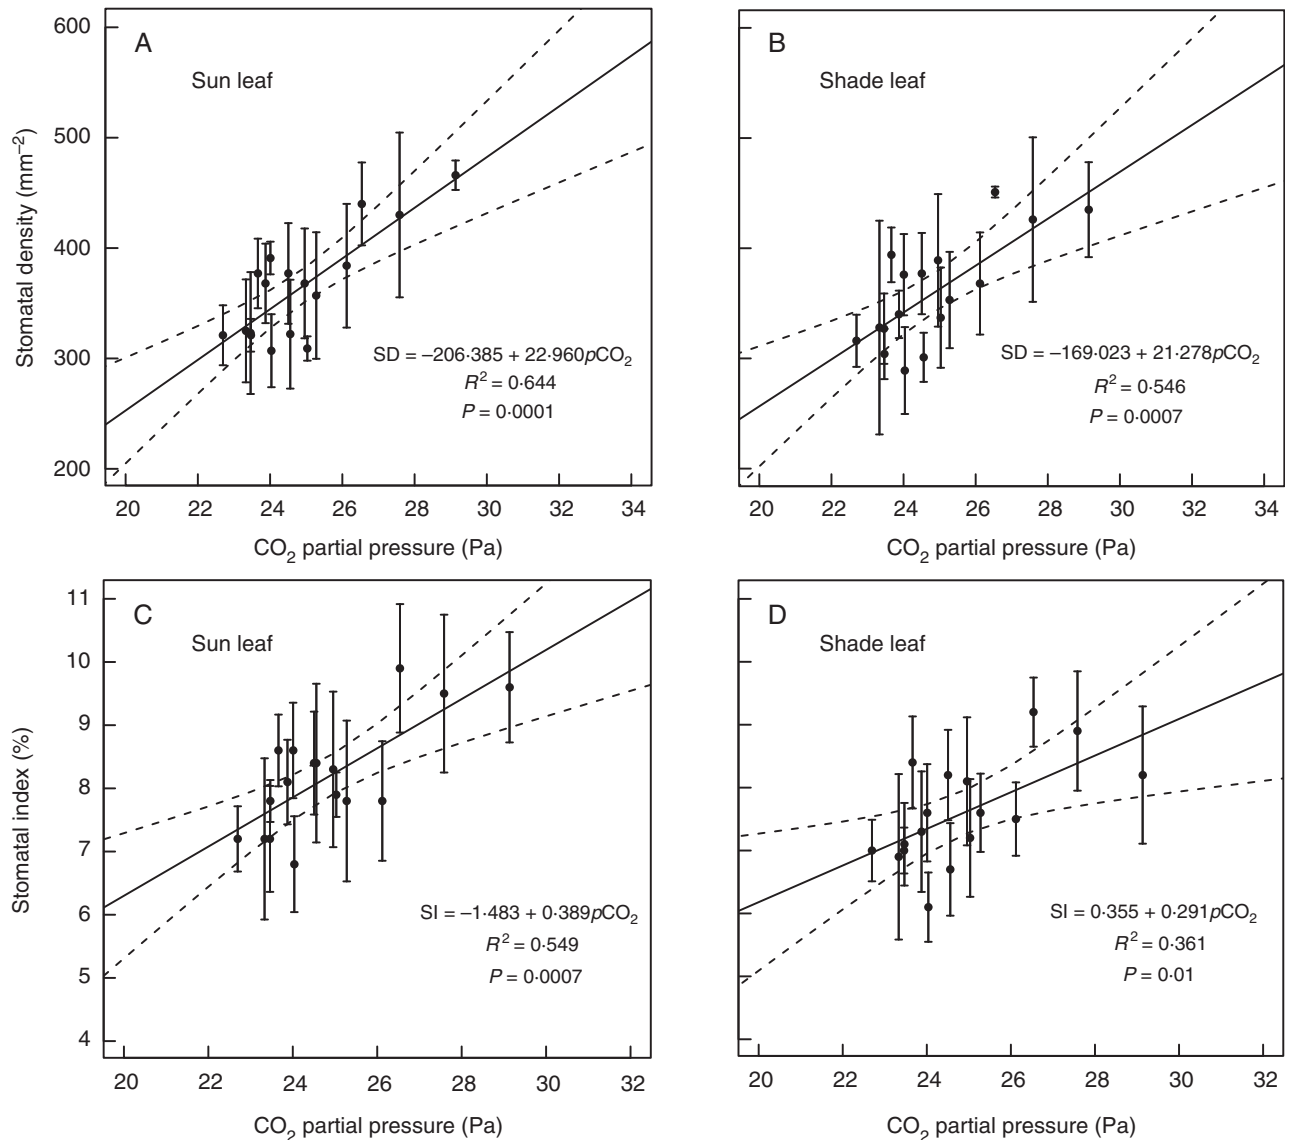 A
Sun leaf
600
500
400
300
200
Stomatal density (mm⁻²)
SD = –206·385 + 22·960pCO₂
R² = 0·644
P = 0·0001
20 22 24 26 28 30 32 34
CO₂ partial pressure (Pa)
B
Shade leaf
SD = –169·023 + 21·278pCO₂
R² = 0·546
P = 0·0007
20 22 24 26 28 30 32 34
CO₂ partial pressure (Pa)
C
Sun leaf
11
10
9
8
7
6
5
4
Stomatal index (%)
SI = –1·483 + 0·389pCO₂
R² = 0·549
P = 0·0007
20 22 24 26 28 30 32
CO₂ partial pressure (Pa)
D
Shade leaf
SI = 0·355 + 0·291pCO₂
R² = 0·361
P = 0·01
20 22 24 26 28 30 32
CO₂ partial pressure (Pa)